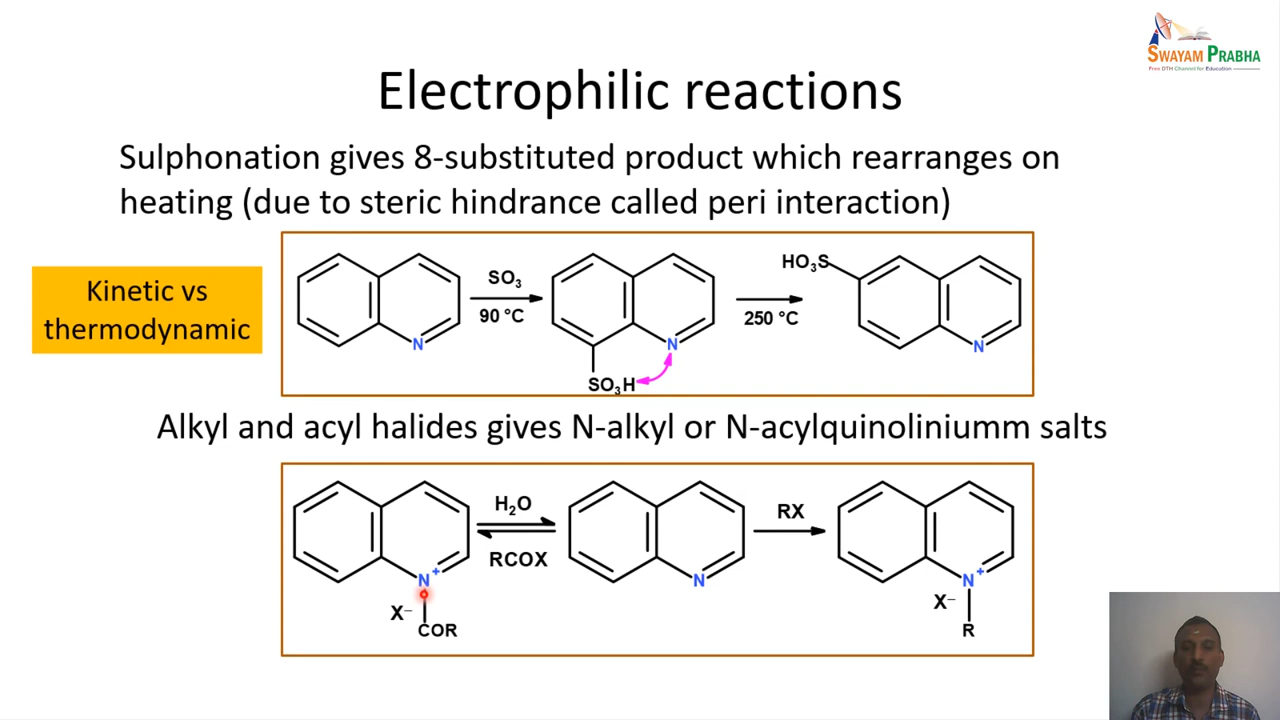 SWAYAM PRABHA
Free DTH Channel for Education
Electrophilic reactions
Sulphonation gives 8-substituted product which rearranges on
heating (due to steric hindrance called peri interaction)
Kinetic vs
thermodynamic
SO₃
90 °C
N
SO₃H
N
250 °C
HO₃S
N
Alkyl and acyl halides gives N-alkyl or N-acylquinoliniumm salts
N⁺
X⁻
COR
H₂O
RCOX
N
RX
N⁺
X⁻
R